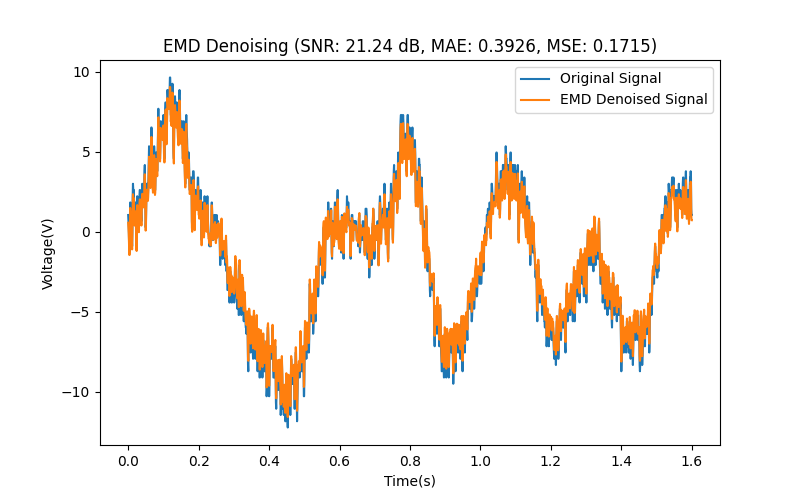 EMD Denoising (SNR: 21.24 dB, MAE: 0.3926, MSE: 0.1715)
Original Signal
EMD Denoised Signal
10
5
0
−5
−10
Voltage(V)
0.0 0.2 0.4 0.6 0.8 1.0 1.2 1.4 1.6
Time(s)